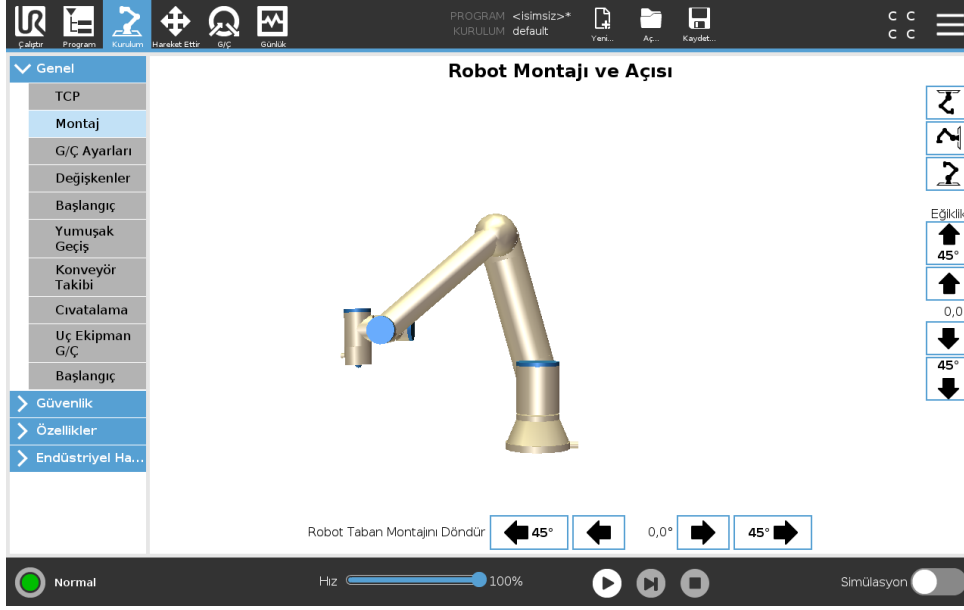 PROGRAM <isimsiz>*
KURULUM default
C C
C C
Çalıştır
Program
Kurulum
Hareket Ettir
G/Ç
Günlük
Yeni...
Aç...
Kaydet...
Genel
Robot Montajı ve Açısı
TCP
Montaj
G/Ç Ayarları
Değişkenler
Başlangıç
Yumuşak
Geçiş
Konveyör
Takibi
Cıvatalama
Uç Ekipman
G/Ç
Başlangıç
Güvenlik
Özellikler
Endüstriyel Ha...
Eğiklik
45°
0,0
45°
Robot Taban Montajını Döndür
45°
0,0°
45°
Normal
Hız
100%
Simülasyon